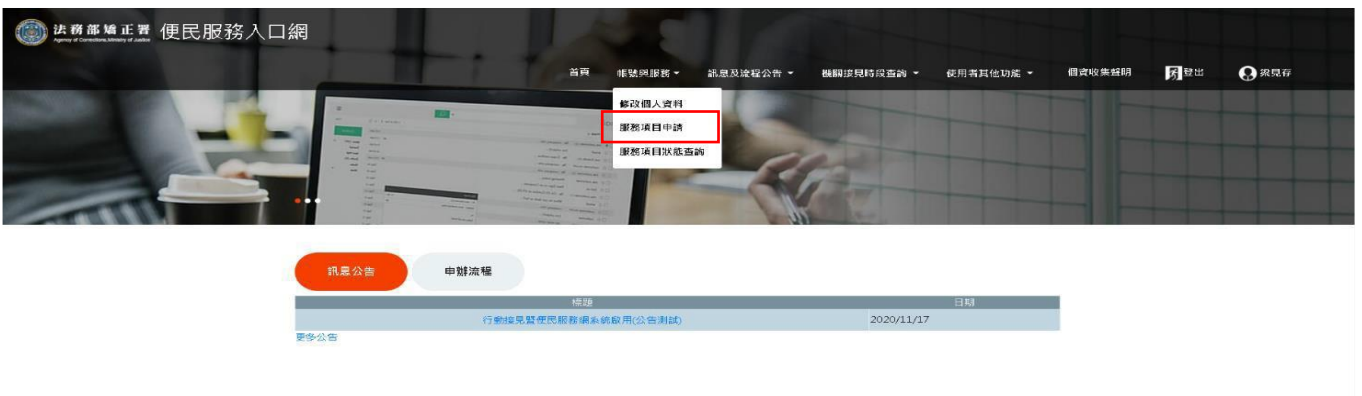 法務部矯正署 便民服務入口網
Agency of Corrections, Ministry of Justice
首頁 帳號與服務 訊息及流程公告 機關接見時段查詢 使用者其他功能 個資收集聲明 登出 梁見存
修改個人資料
服務項目申請
服務項目狀態查詢
訊息公告 申辦流程
標題 日期
行動接見暨便民服務網系統啟用(公告測試) 2020/11/17
更多公告